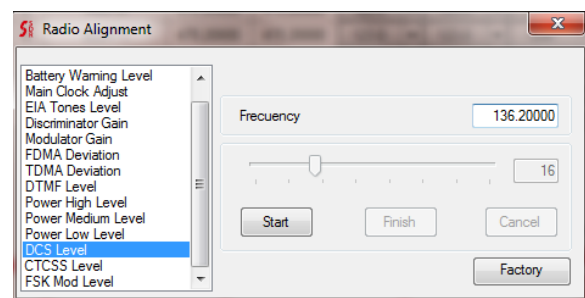 Radio Alignment
Battery Warning Level
Main Clock Adjust
EIA Tones Level
Discriminator Gain
Modulator Gain
FDMA Deviation
TDMA Deviation
DTMF Level
Power High Level
Power Medium Level
Power Low Level
DCS Level
CTCSS Level
FSK Mod Level
Frecuency 136.20000
16
Start Finish Cancel
Factory